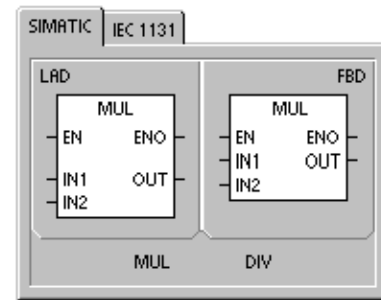 SIMATIC IEC 1131
LAD FBD
MUL MUL
EN ENO EN ENO
IN1 OUT IN1 OUT
IN2 IN2
MUL DIV